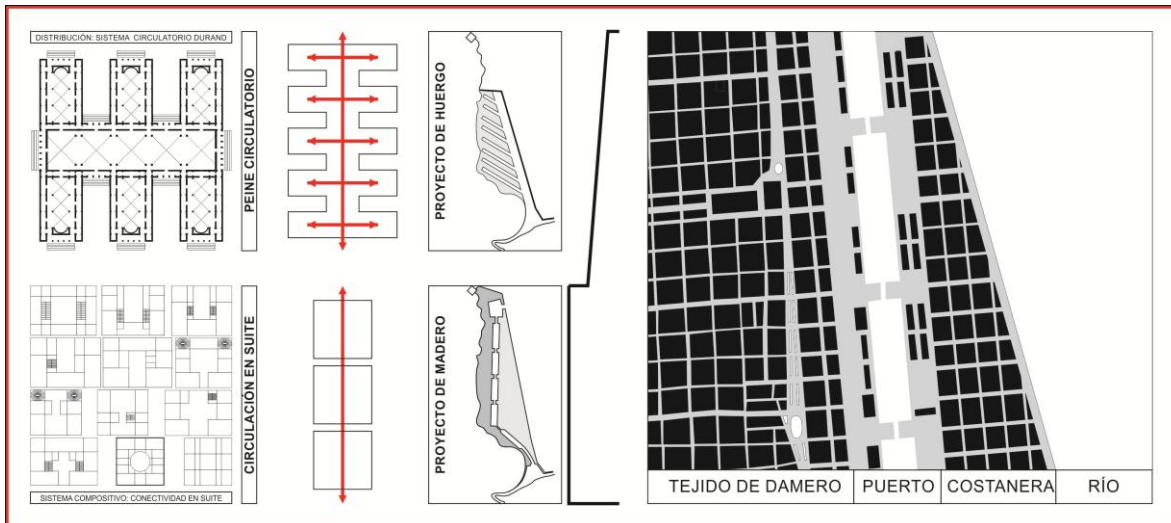 DISTRIBUCIÓN: SISTEMA CIRCULATORIO DURAND
PEINE CIRCULATORIO
PROYECTO DE HUERGO
SISTEMA COMPOSITIVO: CONECTIVIDAD EN SUITE
CIRCULACIÓN EN SUITE
PROYECTO DE MADERO
TEJIDO DE DAMERO
PUERTO
COSTANERA
RÍO